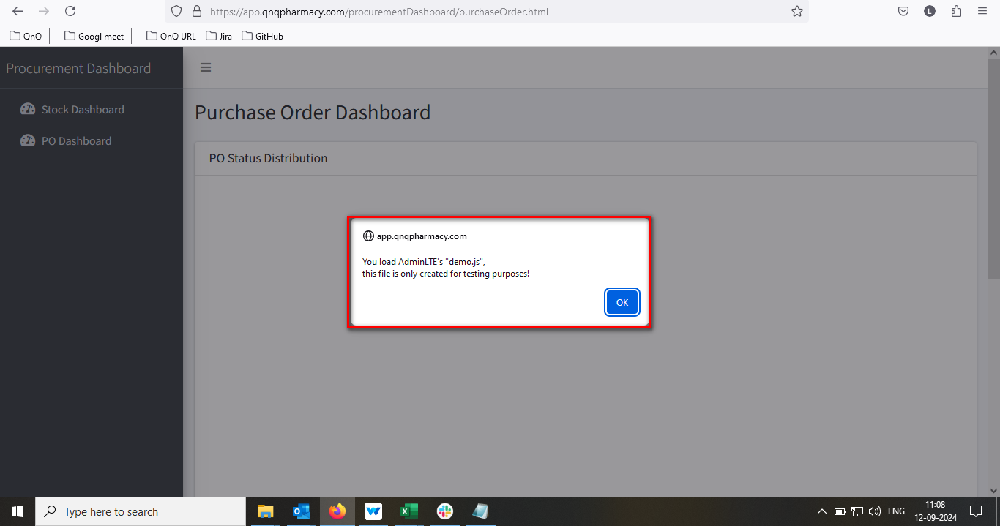 https://app.qnqpharmacy.com/procurementDashboard/purchaseOrder.html
L
QnQ
Googl meet
QnQ URL
Jira
GitHub
Procurement Dashboard
Stock Dashboard
PO Dashboard
Purchase Order Dashboard
PO Status Distribution
app.qnqpharmacy.com
You load AdminLTE's "demo.js",
this file is only created for testing purposes!
OK
Type here to search
ENG
11:08
12-09-2024